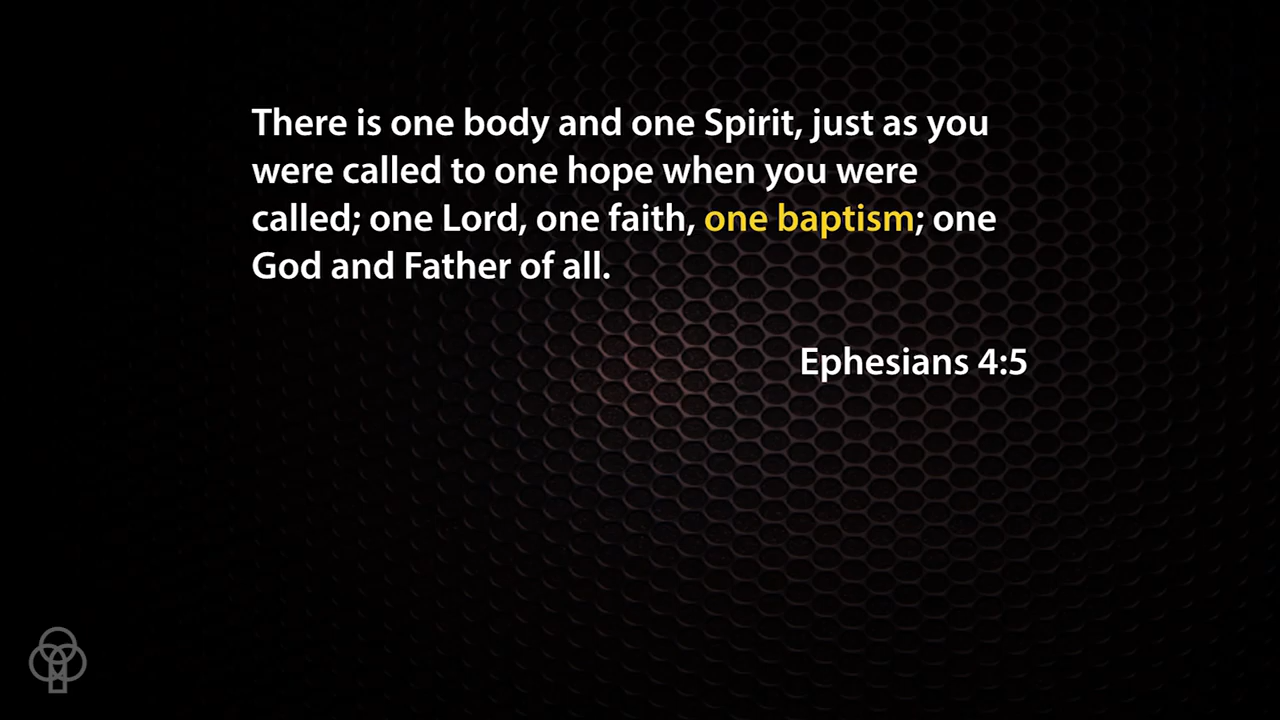 There is one body and one Spirit, just as you
were called to one hope when you were
called; one Lord, one faith, one baptism; one
God and Father of all.
Ephesians 4:5